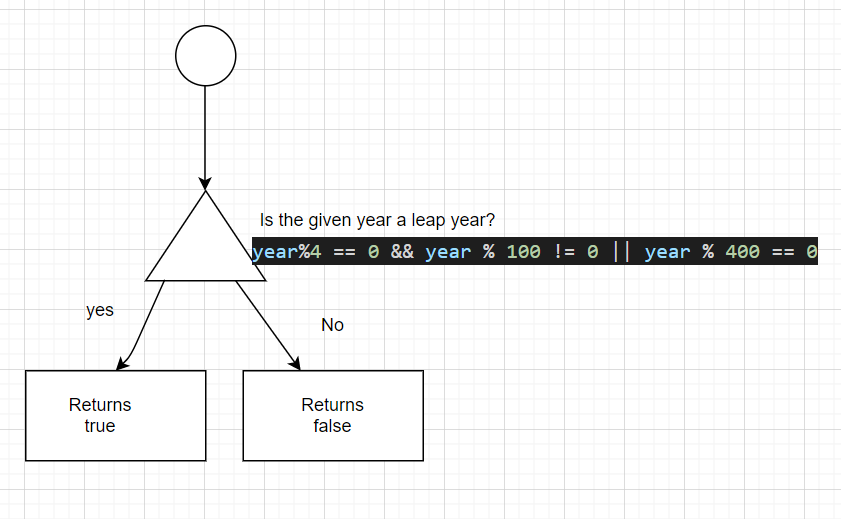 Is the given year a leap year?
year%4 == 0 && year % 100 != 0 || year % 400 == 0
yes
No
Returns
true
Returns
false